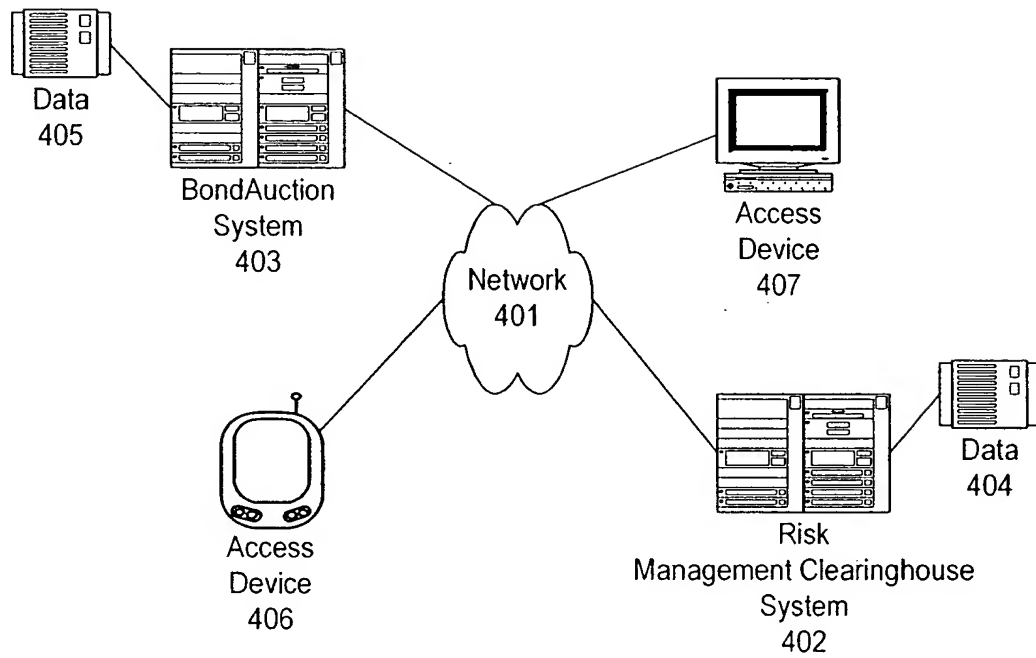 Data
405
BondAuction
System
403
Access
Device
407
Network
401
Data
404
Access
Device
406
Risk
Management Clearinghouse
System
402